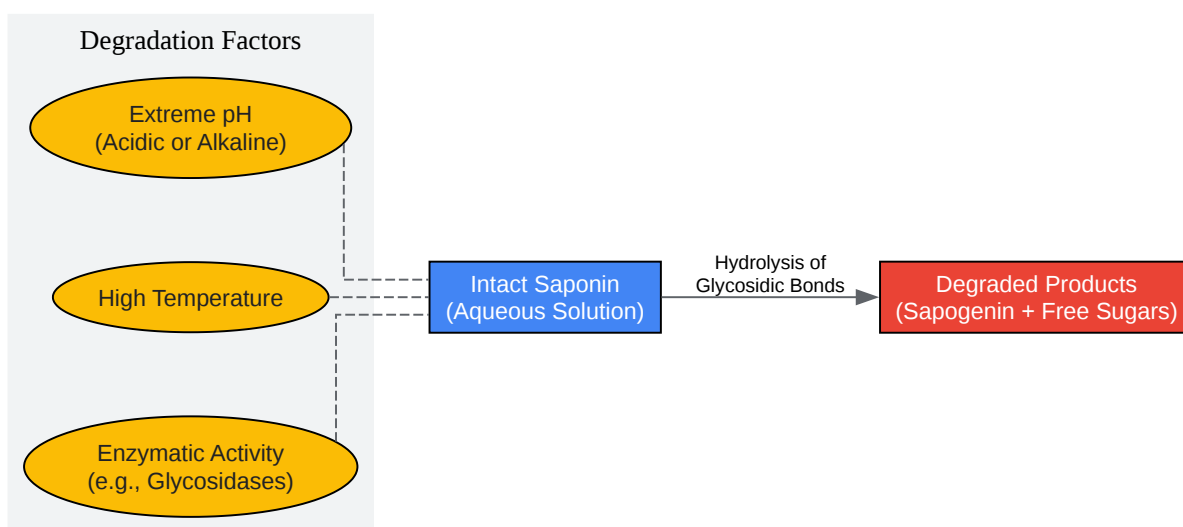 Degradation Factors
Extreme pH
(Acidic or Alkaline)
High Temperature
Enzymatic Activity
(e.g., Glycosidases)
Intact Saponin
(Aqueous Solution)
Hydrolysis of
Glycosidic Bonds
Degraded Products
(Sapogenin + Free Sugars)